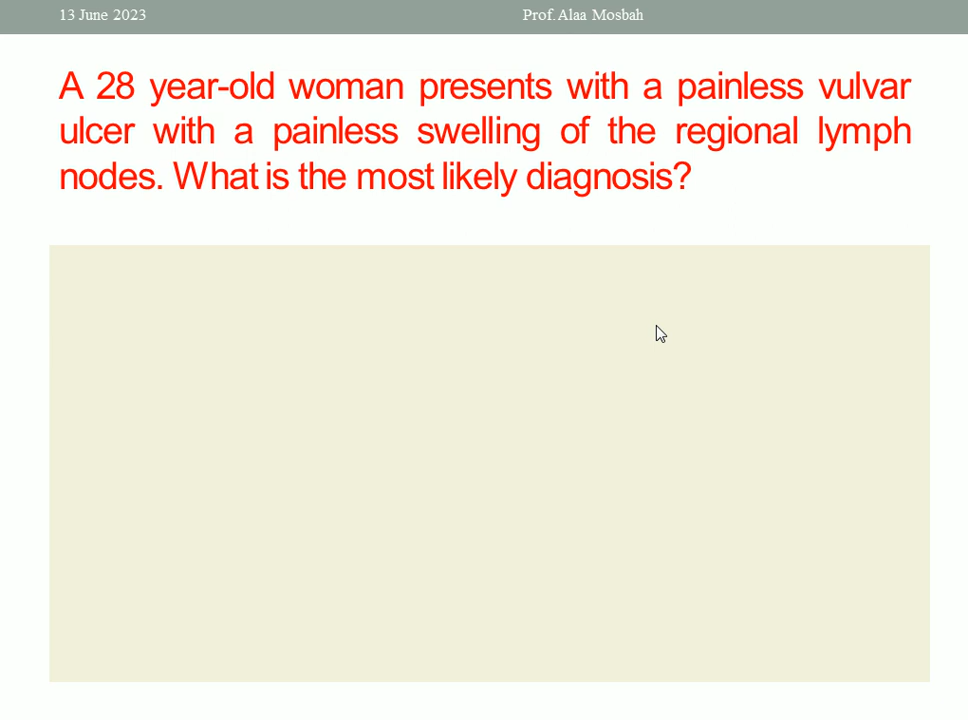 13 June 2023 Prof. Alaa Mosbah
A 28 year-old woman presents with a painless vulvar
ulcer with a painless swelling of the regional lymph
nodes. What is the most likely diagnosis?